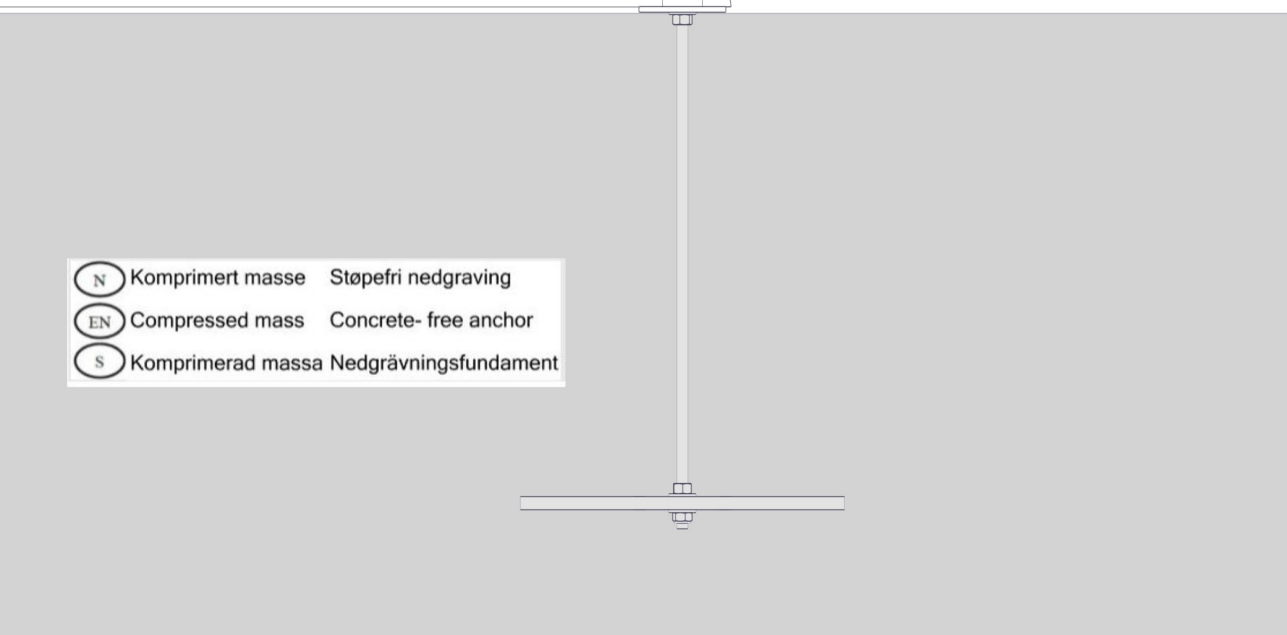 N Komprimert masse Støpefri nedgraving
EN Compressed mass Concrete- free anchor
S Komprimerad massa Nedgrävningsfundament